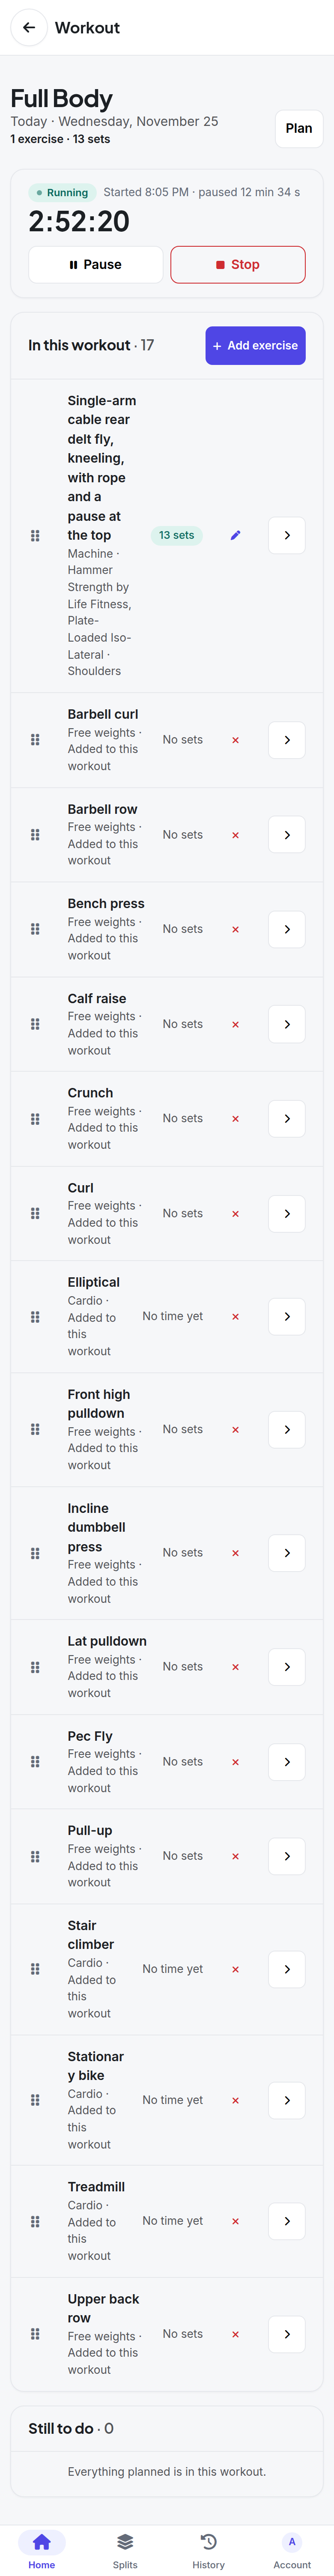 Workout
Full Body
Today · Wednesday, November 25
1 exercise · 13 sets
Plan
Running
Started 8:05 PM · paused 12 min 34 s
2:52:20
Pause
Stop
In this workout · 17
+ Add exercise
Single-arm
cable rear
delt fly,
kneeling,
with rope
and a
pause at
the top
Machine ·
Hammer
Strength by
Life Fitness,
Plate-
Loaded Iso-
Lateral ·
Shoulders
13 sets
Barbell curl
Free weights ·
Added to this
workout
No sets
Barbell row
Free weights ·
Added to this
workout
No sets
Bench press
Free weights ·
Added to this
workout
No sets
Calf raise
Free weights ·
Added to this
workout
No sets
Crunch
Free weights ·
Added to this
workout
No sets
Curl
Free weights ·
Added to this
workout
No sets
Elliptical
Cardio ·
Added to
this
workout
No time yet
Front high
pulldown
Free weights ·
Added to this
workout
No sets
Incline
dumbbell
press
Free weights ·
Added to this
workout
No sets
Lat pulldown
Free weights ·
Added to this
workout
No sets
Pec Fly
Free weights ·
Added to this
workout
No sets
Pull-up
Free weights ·
Added to this
workout
No sets
Stair
climber
Cardio ·
Added to
this
workout
No time yet
Stationar
y bike
Cardio ·
Added to
this
workout
No time yet
Treadmill
Cardio ·
Added to
this
workout
No time yet
Upper back
row
Free weights ·
Added to this
workout
No sets
Still to do · 0
Everything planned is in this workout.
Home
Splits
History
A
Account